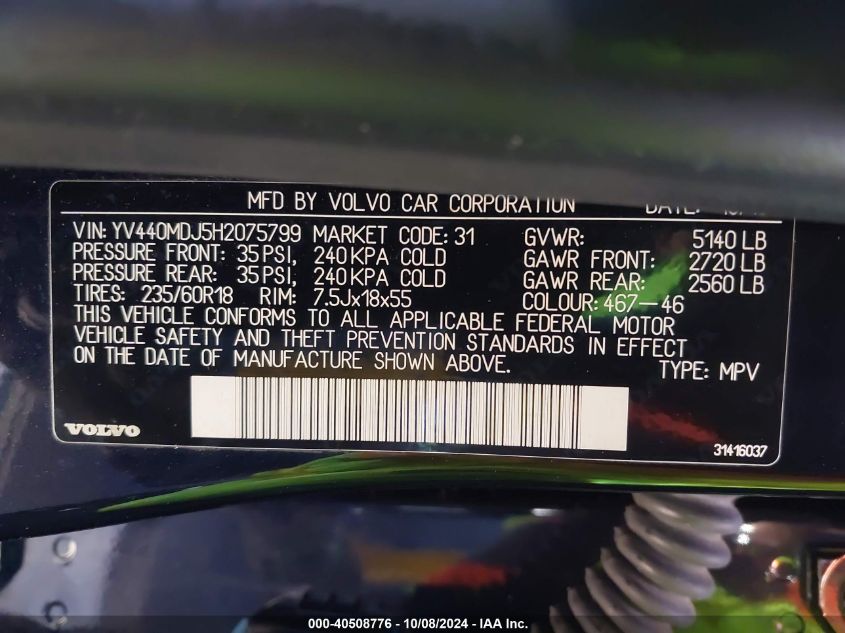 MFD BY VOLVO CAR CORPORATION DATE:
VIN: YV440MDJ5H2075799 MARKET CODE: 31 GVWR: 5140 LB
PRESSURE FRONT: 35 PSI, 240 KPA COLD GAWR FRONT: 2720 LB
PRESSURE REAR: 35 PSI, 240 KPA COLD GAWR REAR: 2560 LB
TIRES: 235/60R18 RIM: 7.5Jx18x55 COLOUR: 467-46
THIS VEHICLE CONFORMS TO ALL APPLICABLE FEDERAL MOTOR
VEHICLE SAFETY AND THEFT PREVENTION STANDARDS IN EFFECT
ON THE DATE OF MANUFACTURE SHOWN ABOVE. TYPE: MPV
VOLVO 31416037
000-40508776 - 10/08/2024 - IAA Inc.